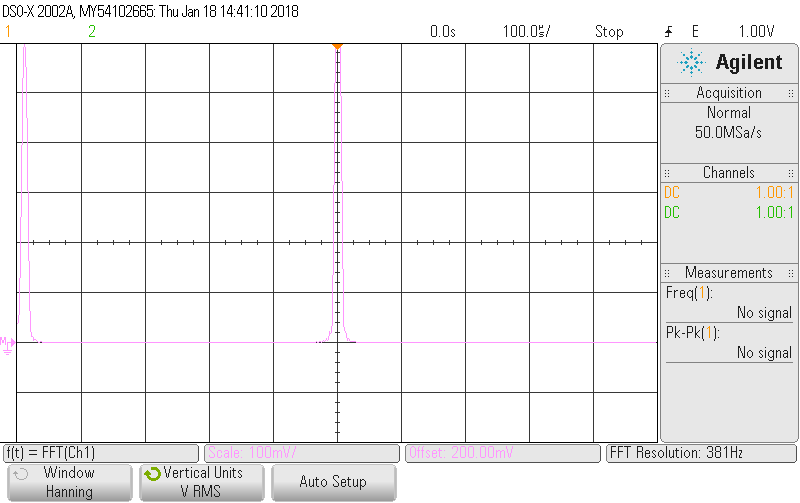 DSO-X 2002A, MY54102665: Thu Jan 18 14:41:10 2018
1 2 0.0s 100.0s/ Stop E 1.00V
Agilent
Acquisition
Normal
50.0MSa/s
Channels
DC 1.00:1
DC 1.00:1
Measurements
Freq(1):
No signal
Pk-Pk(1):
No signal
M
f(t) = FFT(Ch1) Scale: 100mV/ Offset: 200.00mV FFT Resolution: 381Hz
Window
Hanning
Vertical Units
V RMS
Auto Setup